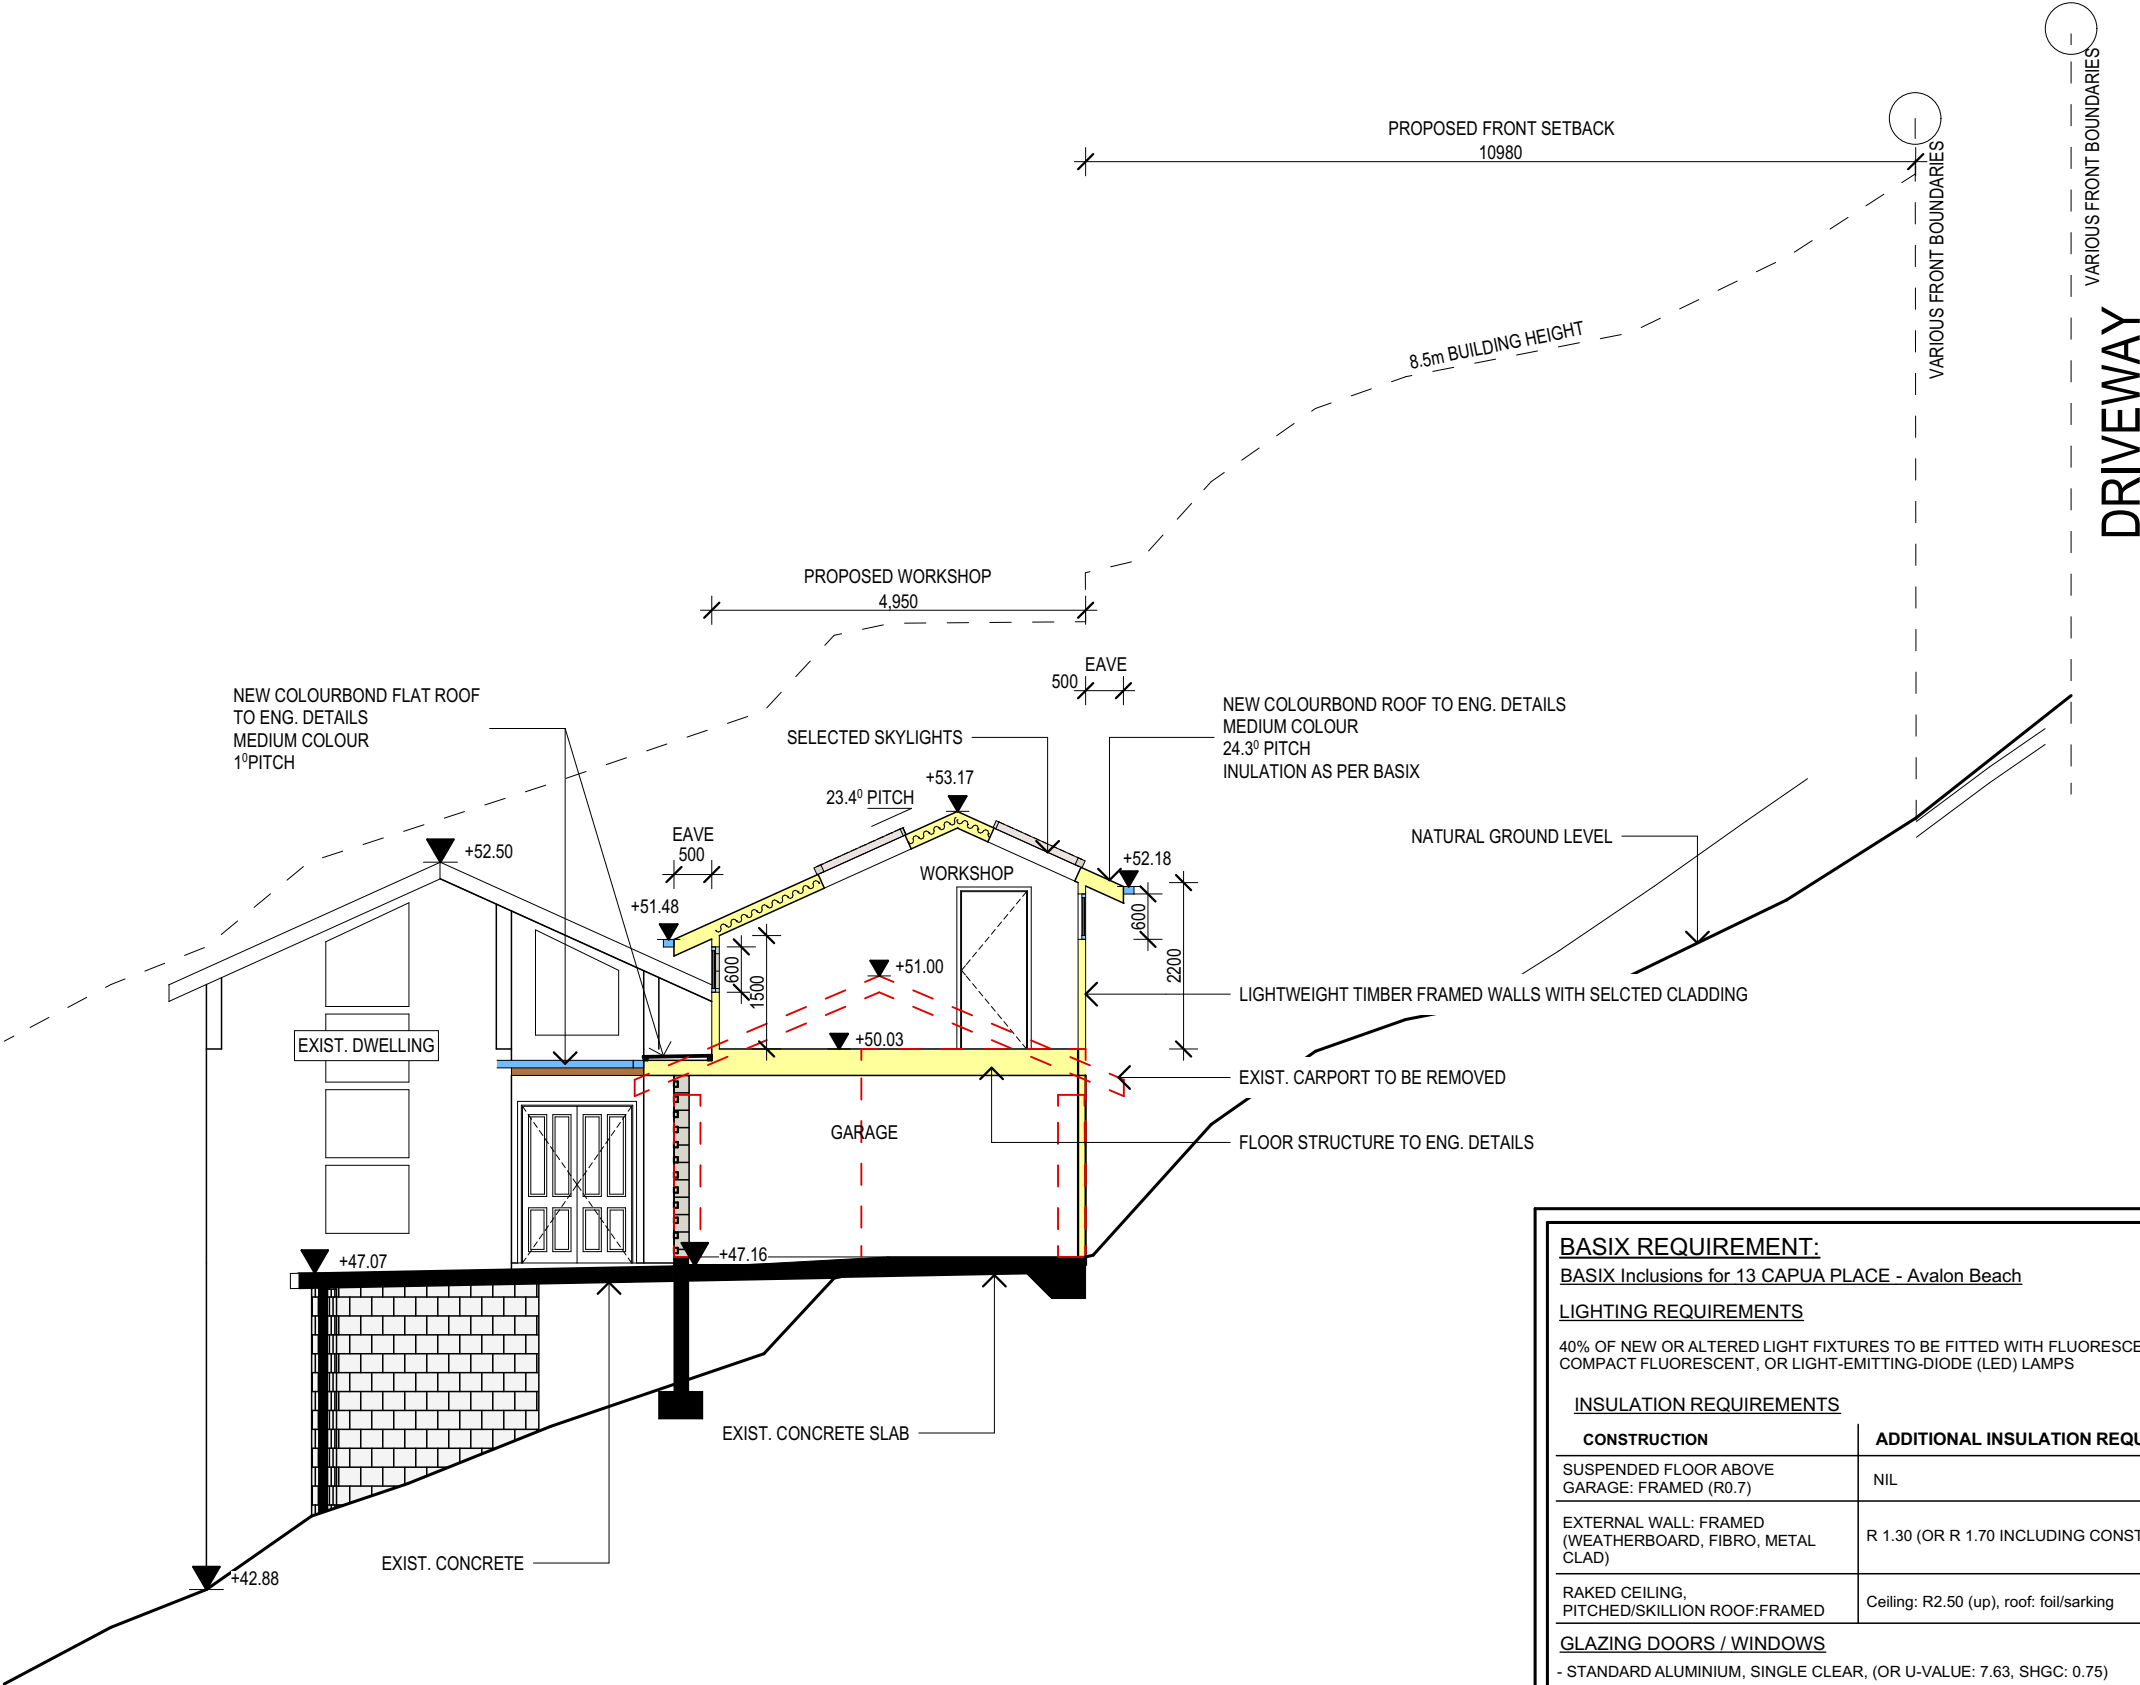 VARIOUS FRONT BOUNDARIES
VARIOUS FRONT BOUNDARIES
DRIVEWAY
PROPOSED FRONT SETBACK
10980
8.5m BUILDING HEIGHT
PROPOSED WORKSHOP
4,950
EAVE
500
NEW COLOURBOND FLAT ROOF
TO ENG. DETAILS
MEDIUM COLOUR
1⁰PITCH
SELECTED SKYLIGHTS
NEW COLOURBOND ROOF TO ENG. DETAILS
MEDIUM COLOUR
24.3⁰ PITCH
INULATION AS PER BASIX
+53.17
23.4⁰ PITCH
EAVE
500
NATURAL GROUND LEVEL
+52.50
+52.18
WORKSHOP
+51.48
600
2200
600
1500
+51.00
LIGHTWEIGHT TIMBER FRAMED WALLS WITH SELCTED CLADDING
EXIST. DWELLING
+50.03
EXIST. CARPORT TO BE REMOVED
GARAGE
FLOOR STRUCTURE TO ENG. DETAILS
+47.07
+47.16
EXIST. CONCRETE SLAB
EXIST. CONCRETE
+42.88
BASIX REQUIREMENT:
BASIX Inclusions for 13 CAPUA PLACE - Avalon Beach
LIGHTING REQUIREMENTS
40% OF NEW OR ALTERED LIGHT FIXTURES TO BE FITTED WITH FLUORESCE
COMPACT FLUORESCENT, OR LIGHT-EMITTING-DIODE (LED) LAMPS
INSULATION REQUIREMENTS
CONSTRUCTION
ADDITIONAL INSULATION REQU
SUSPENDED FLOOR ABOVE
GARAGE: FRAMED (R0.7)
NIL
EXTERNAL WALL: FRAMED
(WEATHERBOARD, FIBRO, METAL
CLAD)
R 1.30 (OR R 1.70 INCLUDING CONST
RAKED CEILING,
PITCHED/SKILLION ROOF:FRAMED
Ceiling: R2.50 (up), roof: foil/sarking
GLAZING DOORS / WINDOWS
- STANDARD ALUMINIUM, SINGLE CLEAR, (OR U-VALUE: 7.63, SHGC: 0.75)